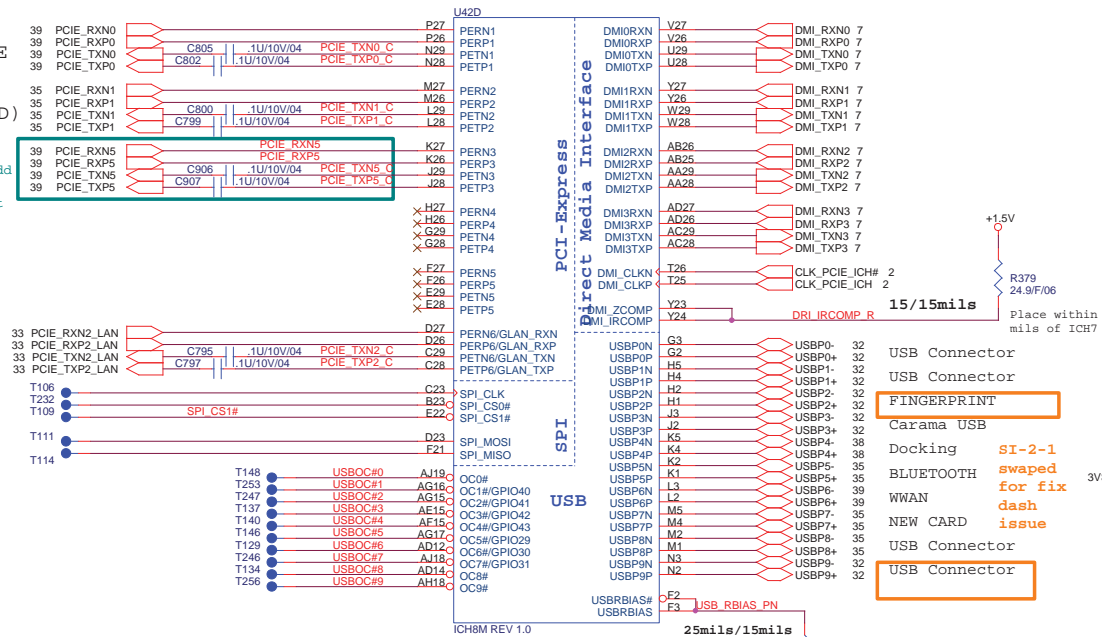 U42D
39 PCIE_RXN0 P27 PERN1 DMI0RXN V27 DMI_RXN0 7
39 PCIE_RXP0 P26 PERP1 DMI0RXP V26 DMI_RXP0 7
39 PCIE_TXN0 C805 .1U/10V/04 PCIE_TXN0_C N29 PETN1 DMI0TXN U29 DMI_TXN0 7
39 PCIE_TXP0 C802 .1U/10V/04 PCIE_TXP0_C N28 PETP1 DMI0TXP U28 DMI_TXP0 7
35 PCIE_RXN1 M27 PERN2 DMI1RXN Y27 DMI_RXN1 7
35 PCIE_RXP1 M26 PERP2 DMI1RXP Y26 DMI_RXP1 7
35 PCIE_TXN1 C800 .1U/10V/04 PCIE_TXN1_C L29 PETN2 DMI1TXN W29 DMI_TXN1 7
35 PCIE_TXP1 C799 .1U/10V/04 PCIE_TXP1_C L28 PETP2 DMI1TXP W28 DMI_TXP1 7
39 PCIE_RXN5 PCIE_RXN5 K27 PERN3 DMI2RXN AB26 DMI_RXN2 7
39 PCIE_RXP5 PCIE_RXP5 K26 PERP3 DMI2RXP AB25 DMI_RXP2 7
39 PCIE_TXN5 C906 .1U/10V/04 PCIE_TXN5_C J29 PETN3 DMI2TXN AA29 DMI_TXN2 7
39 PCIE_TXP5 C907 .1U/10V/04 PCIE_TXP5_C J28 PETP3 DMI2TXP AA28 DMI_TXP2 7
H27 PERN4 DMI3RXN AD27 DMI_RXN3 7
H26 PERP4 DMI3RXP AD26 DMI_RXP3 7
G29 PETN4 DMI3TXN AC29 DMI_TXN3 7
G28 PETP4 DMI3TXP AC28 DMI_TXP3 7
F27 PERN5 DMI_CLKN T26 CLK_PCIE_ICH# 2
F26 PERP5 DMI_CLKP T25 CLK_PCIE_ICH 2
E29 PETN5
E28 PETP5 DMI_ZCOMP Y23
DMI_IRCOMP Y24 DRI_IRCOMP_R
15/15mils
+1.5V
R379
24.9/F/06
Place within
mils of ICH7
PCI-Express
Direct Media Interface
33 PCIE_RXN2_LAN D27 PERN6/GLAN_RXN
33 PCIE_RXP2_LAN D26 PERP6/GLAN_RXP
33 PCIE_TXN2_LAN C795 .1U/10V/04 PCIE_TXN2_C C29 PETN6/GLAN_TXN
33 PCIE_TXP2_LAN C797 .1U/10V/04 PCIE_TXP2_C C28 PETP6/GLAN_TXP
T106 C23 SPI_CLK
T232 B23 SPI_CS0#
T109 SPI_CS1# E22 SPI_CS1#
T111 D23 SPI_MOSI
T114 F21 SPI_MISO
SPI
T148 USBOC#0 AJ19 OC0#
T253 USBOC#1 AG16 OC1#/GPIO40
T247 USBOC#2 AG15 OC2#/GPIO41
T137 USBOC#3 AE15 OC3#/GPIO42
T140 USBOC#4 AF15 OC4#/GPIO43
T146 USBOC#5 AG17 OC5#/GPIO29
T129 USBOC#6 AD12 OC6#/GPIO30
T246 USBOC#7 AJ18 OC7#/GPIO31
T134 USBOC#8 AD14 OC8#
T256 USBOC#9 AH18 OC9#
USB
USBP0N G3 USBP0- 32
USBP0P G2 USBP0+ 32
USBP1N H5 USBP1- 32
USBP1P H4 USBP1+ 32
USBP2N H2 USBP2- 32
USBP2P H1 USBP2+ 32
USBP3N J3 USBP3- 32
USBP3P J2 USBP3+ 32
USBP4N K5 USBP4- 38
USBP4P K4 USBP4+ 38
USBP5N K2 USBP5- 35
USBP5P K1 USBP5+ 35
USBP6N L3 USBP6- 39
USBP6P L2 USBP6+ 39
USBP7N M5 USBP7- 35
USBP7P M4 USBP7+ 35
USBP8N M2 USBP8- 35
USBP8P M1 USBP8+ 35
USBP9N N3 USBP9- 32
USBP9P N2 USBP9+ 32
USBRBIAS# F2
USBRBIAS F3 USB_RBIAS_PN
25mils/15mils
ICH8M REV 1.0
USB Connector
USB Connector
FINGERPRINT
Carama USB
Docking
BLUETOOTH
WWAN
NEW CARD
USB Connector
USB Connector
SI-2-1
swaped
for fix
dash
issue